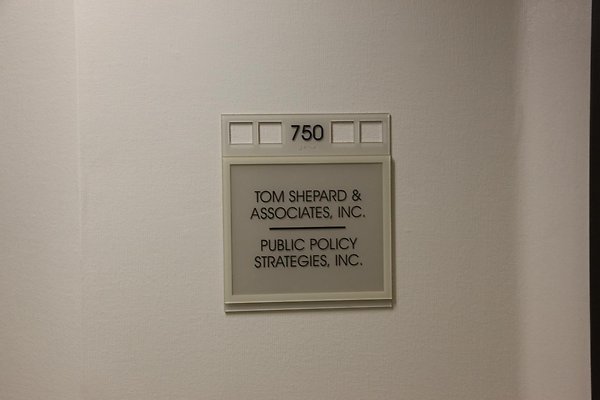 750
TOM SHEPARD &
ASSOCIATES, INC.
PUBLIC POLICY
STRATEGIES, INC.